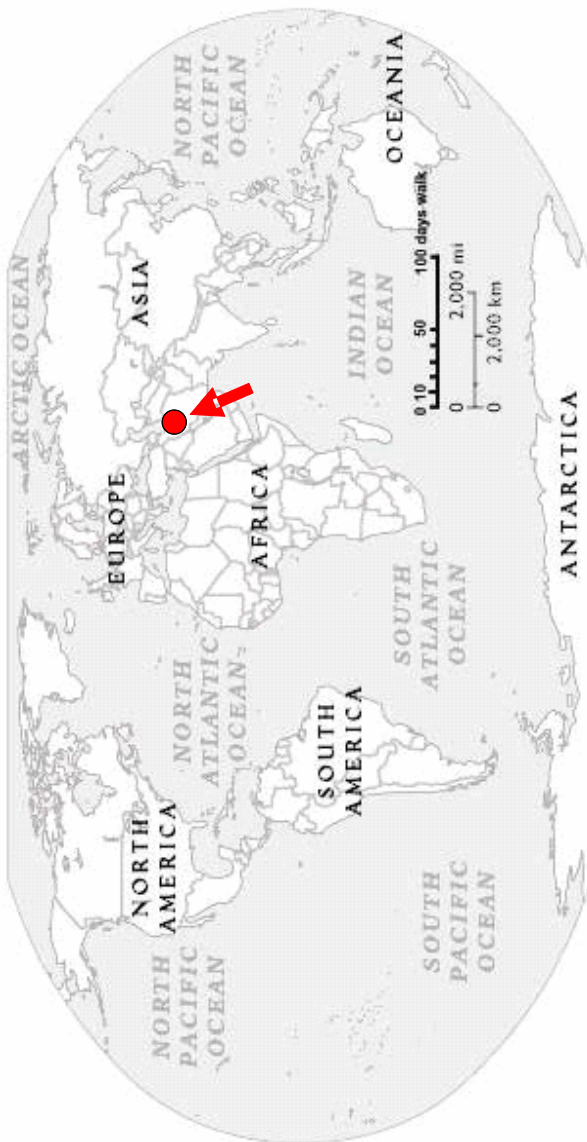 ARCTIC OCEAN
NORTH
PACIFIC
OCEAN
ASIA
EUROPE
NORTH
AMERICA
NORTH
ATLANTIC
OCEAN
NORTH
PACIFIC
OCEAN
AFRICA
INDIAN
OCEAN
OCEANIA
SOUTH
AMERICA
SOUTH
ATLANTIC
OCEAN
SOUTH
PACIFIC
OCEAN
0 10 50 100 days walk
0 2,000 mi
0 2,000 km
ANTARCTICA